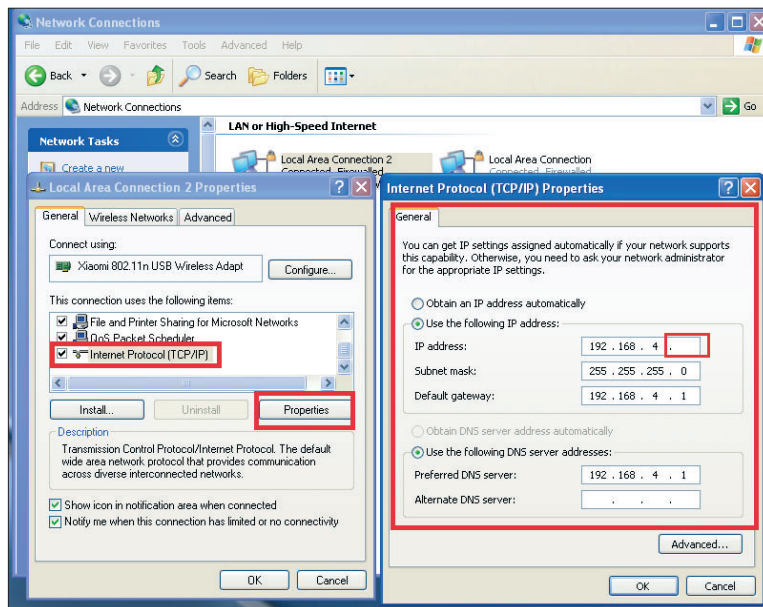 Network Connections
File Edit View Favorites Tools Advanced Help
Back Search Folders
Address Network Connections Go
Network Tasks
Create a new
LAN or High-Speed Internet
Local Area Connection 2
Connected, Firewalled
Local Area Connection
Connected, Firewalled
Local Area Connection 2 Properties
General Wireless Networks Advanced
Connect using:
Xiaomi 802.11n USB Wireless Adapt Configure...
This connection uses the following items:
File and Printer Sharing for Microsoft Networks
QoS Packet Scheduler
Internet Protocol (TCP/IP)
Install... Uninstall Properties
Description
Transmission Control Protocol/Internet Protocol. The default
wide area network protocol that provides communication
across diverse interconnected networks.
Show icon in notification area when connected
Notify me when this connection has limited or no connectivity
OK Cancel
Internet Protocol (TCP/IP) Properties
General
You can get IP settings assigned automatically if your network supports
this capability. Otherwise, you need to ask your network administrator
for the appropriate IP settings.
Obtain an IP address automatically
Use the following IP address:
IP address: 192 . 168 . 4 .
Subnet mask: 255 . 255 . 255 . 0
Default gateway: 192 . 168 . 4 . 1
Obtain DNS server address automatically
Use the following DNS server addresses:
Preferred DNS server: 192 . 168 . 4 . 1
Alternate DNS server: . . .
Advanced...
OK Cancel